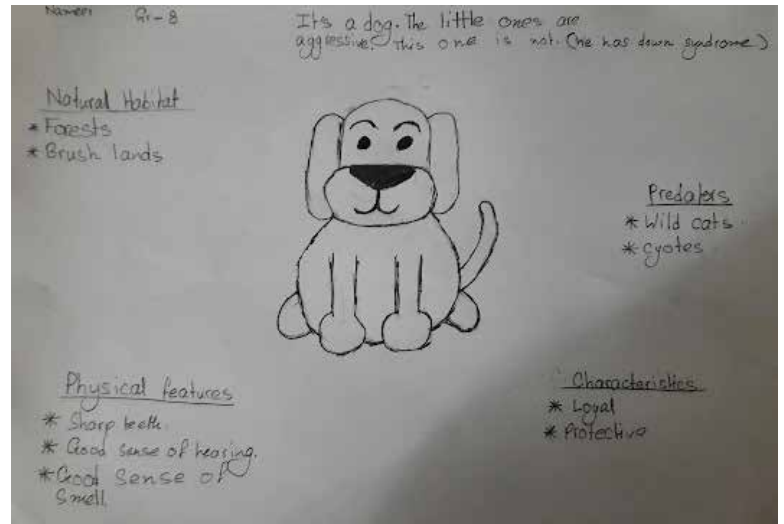 Nameeri Gr-8
Its a dog. The little ones are
aggressive. This one is not. (he has down syndrome)
Natural Habitat
* Forests
* Brush lands
Predators
* Wild cats
* cyotes
Physical features
* Sharp teeth.
* Good sense of hearing.
* Good Sense of
Smell
Characteristics
* Loyal
* Protective